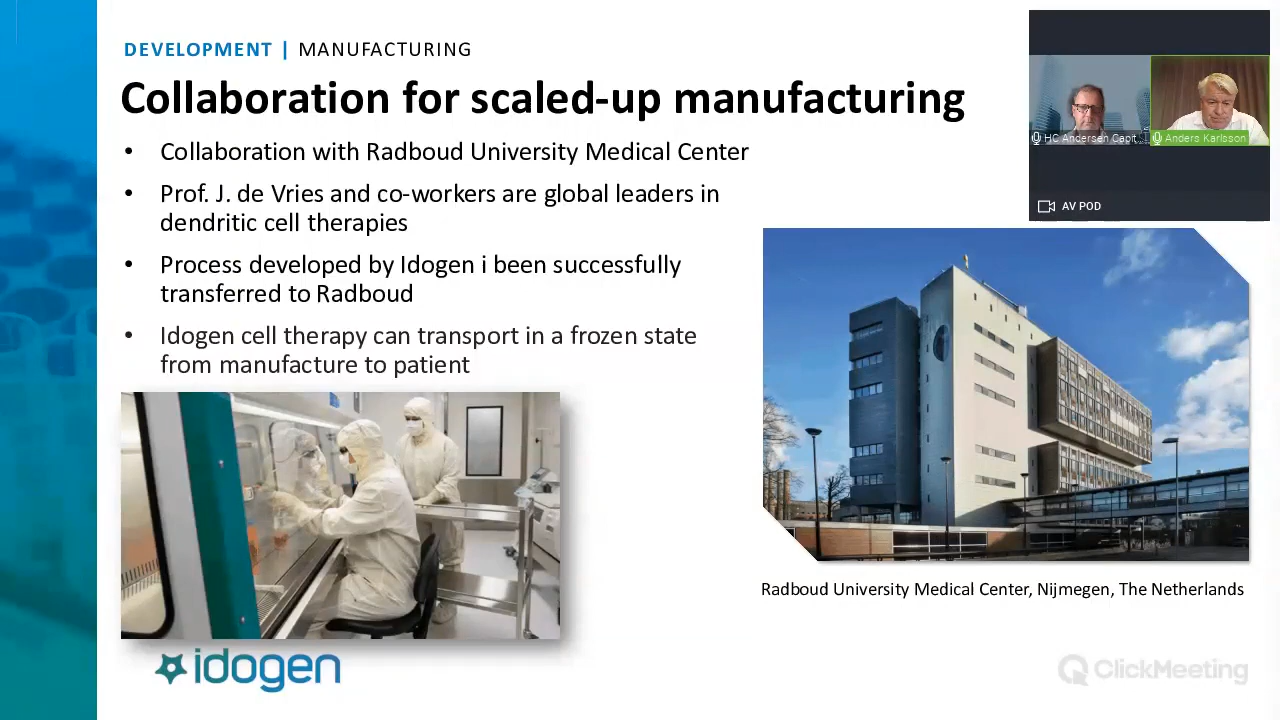 DEVELOPMENT | MANUFACTURING
Collaboration for scaled-up manufacturing
• Collaboration with Radboud University Medical Center
• Prof. J. de Vries and co-workers are global leaders in
dendritic cell therapies
• Process developed by Idogen i been successfully
transferred to Radboud
• Idogen cell therapy can transport in a frozen state
from manufacture to patient
HC Andersen Capit...
Anders Karlsson
AV POD
Radboud University Medical Center, Nijmegen, The Netherlands
idogen
ClickMeeting